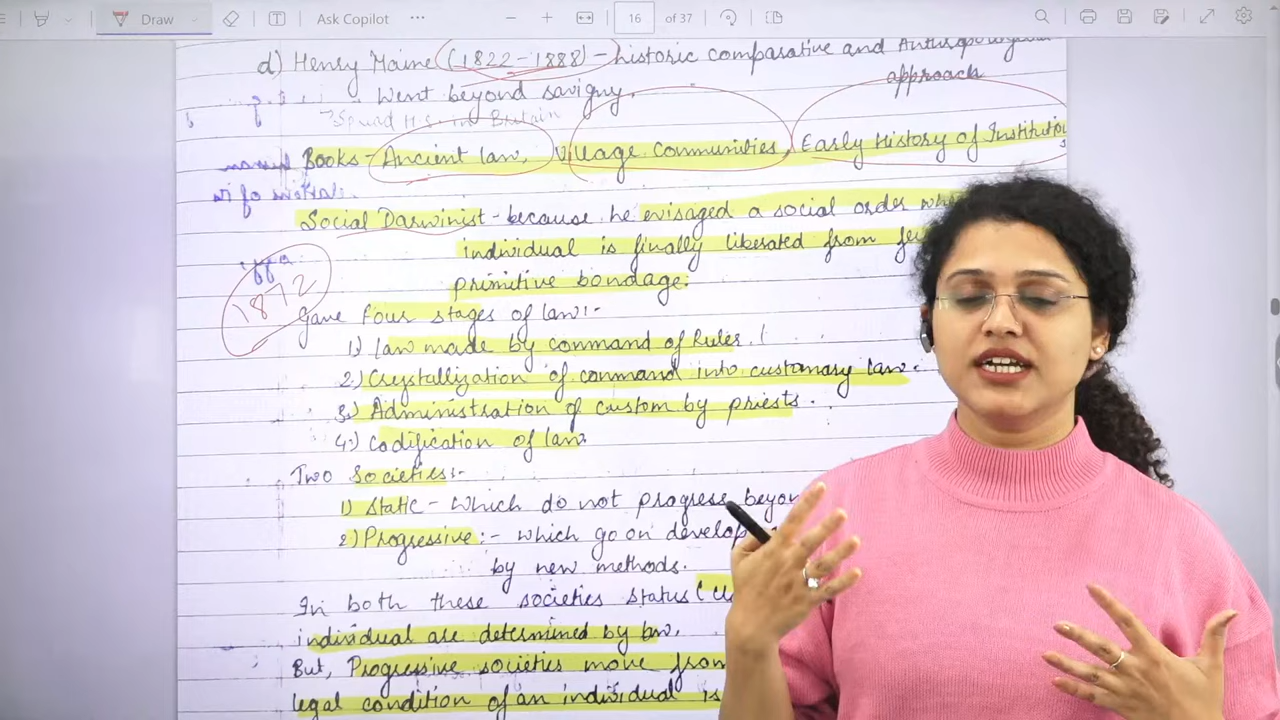 Draw
Ask Copilot
16 of 37
d) Henry Maine (1822-1888) - historic comparative and Anthropological
approach
Went beyond savigny.
→Squad H.S. in Britain
Books - Ancient law, Village Communities, Early History of Institution
s
Social Darwinist - because he envisaged a social order
individual is finally liberated from
primitive bondage:
1872
Gave Four stages of law:-
1) law made by command of Rules.
2) Crystallization of command into customary law.
3) Administration of custom by priests.
4) Codification of law
Two Societies:-
1) Static - Which do not progress beyon
2) Progressive :- which go on develop
by new methods.
In both these societies status (
individual are determined by law,
But, Progressive societies move from
legal condition of an individual is